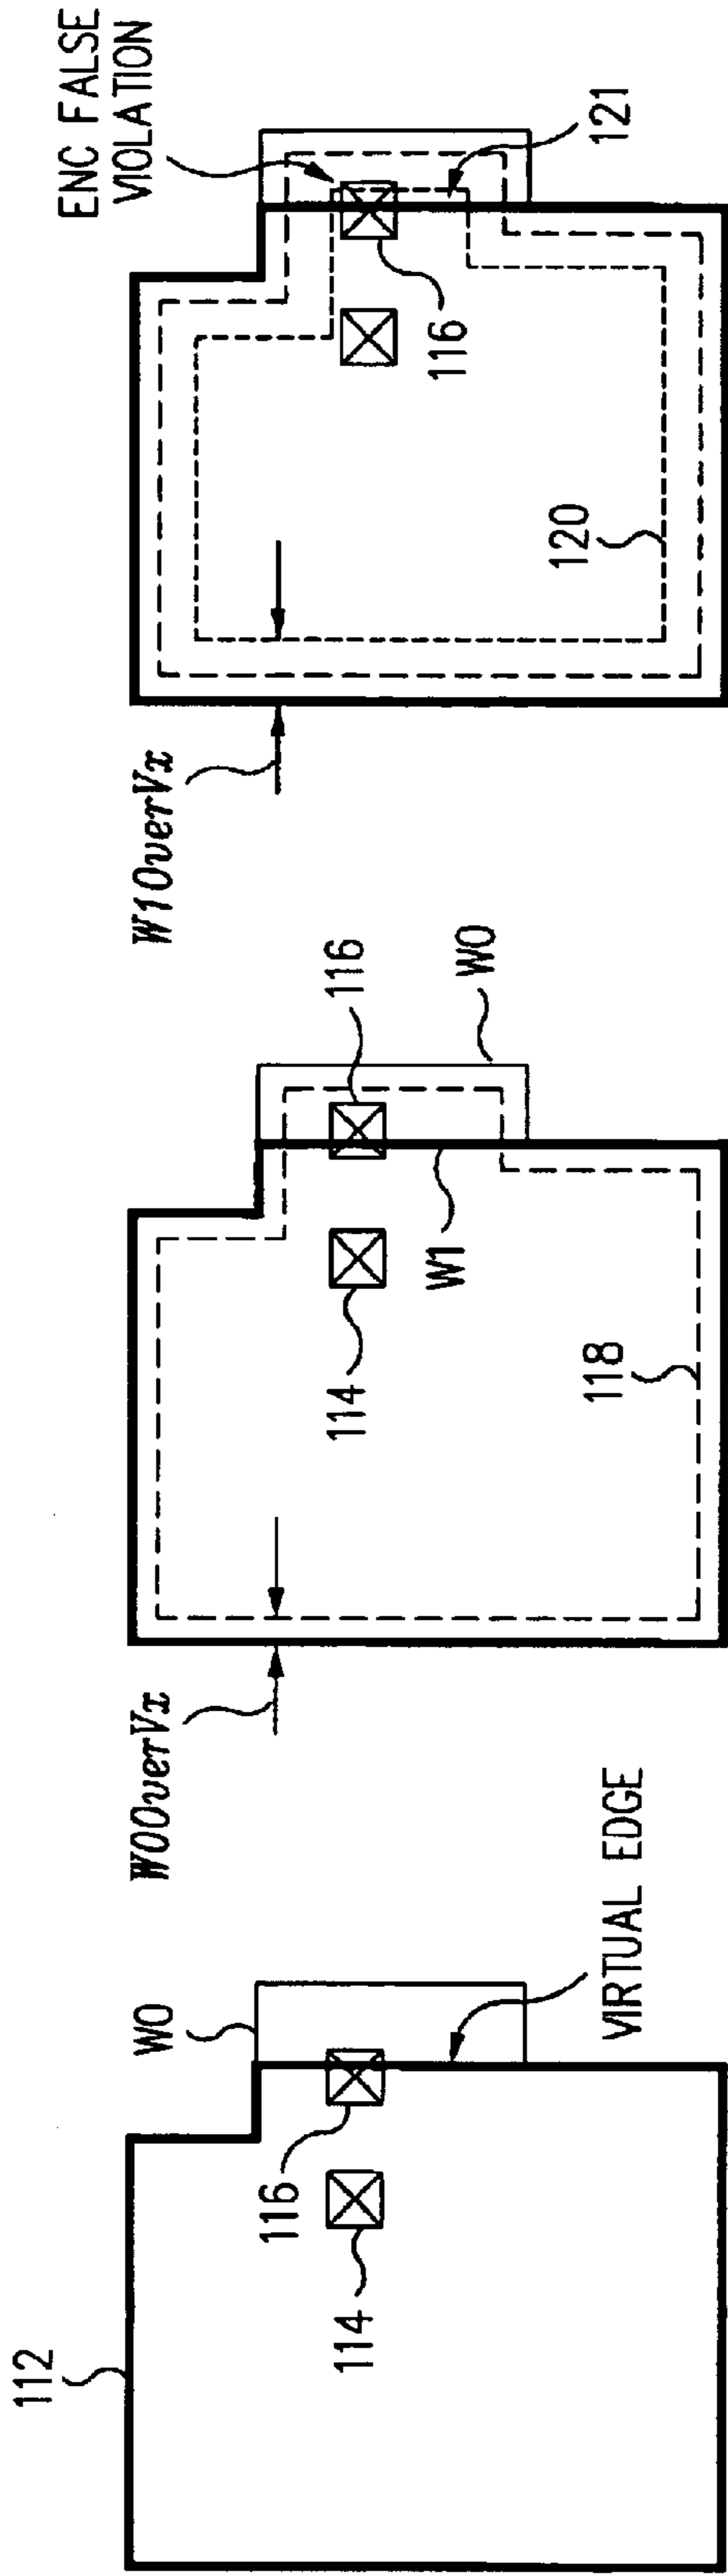 112
W0
114
116
VIRTUAL EDGE
W0OverVx
114
116
W1
W0
118
W1OverVx
ENC FALSE
VIOLATION
116
120
121